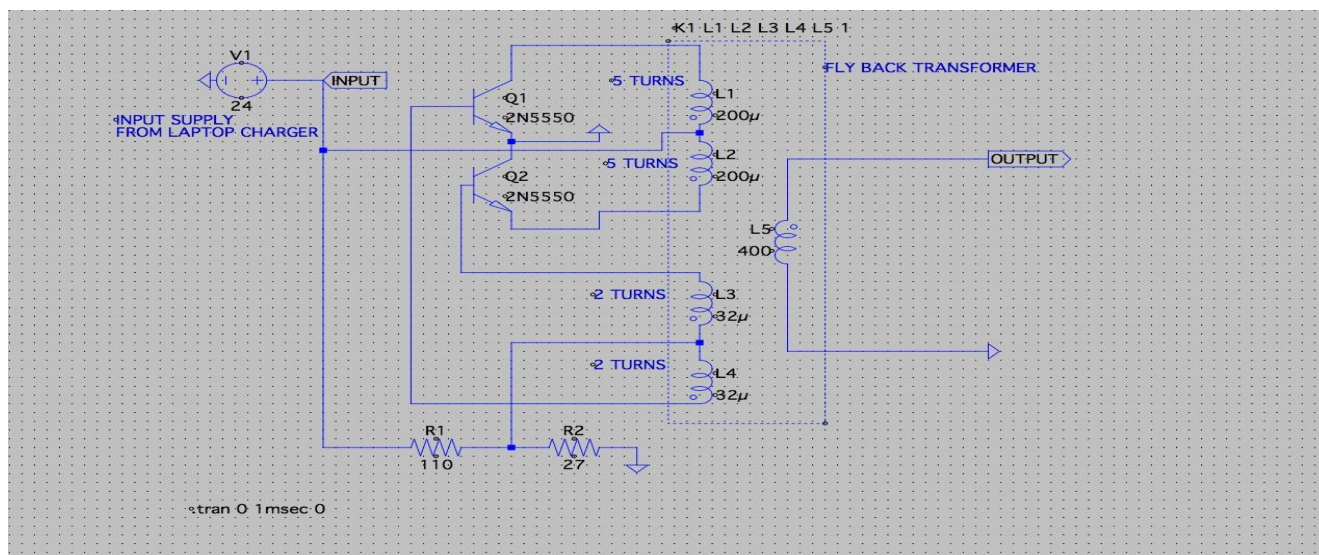 K1 L1 L2 L3 L4 L5 1
V1
24
INPUT
INPUT SUPPLY
FROM LAPTOP CHARGER
5 TURNS
FLY BACK TRANSFORMER
Q1
2N5550
L1
200µ
5 TURNS
L2
200µ
Q2
2N5550
OUTPUT
L5
400
2 TURNS
L3
32µ
2 TURNS
L4
32µ
R1
110
R2
27
.tran 0 1msec 0